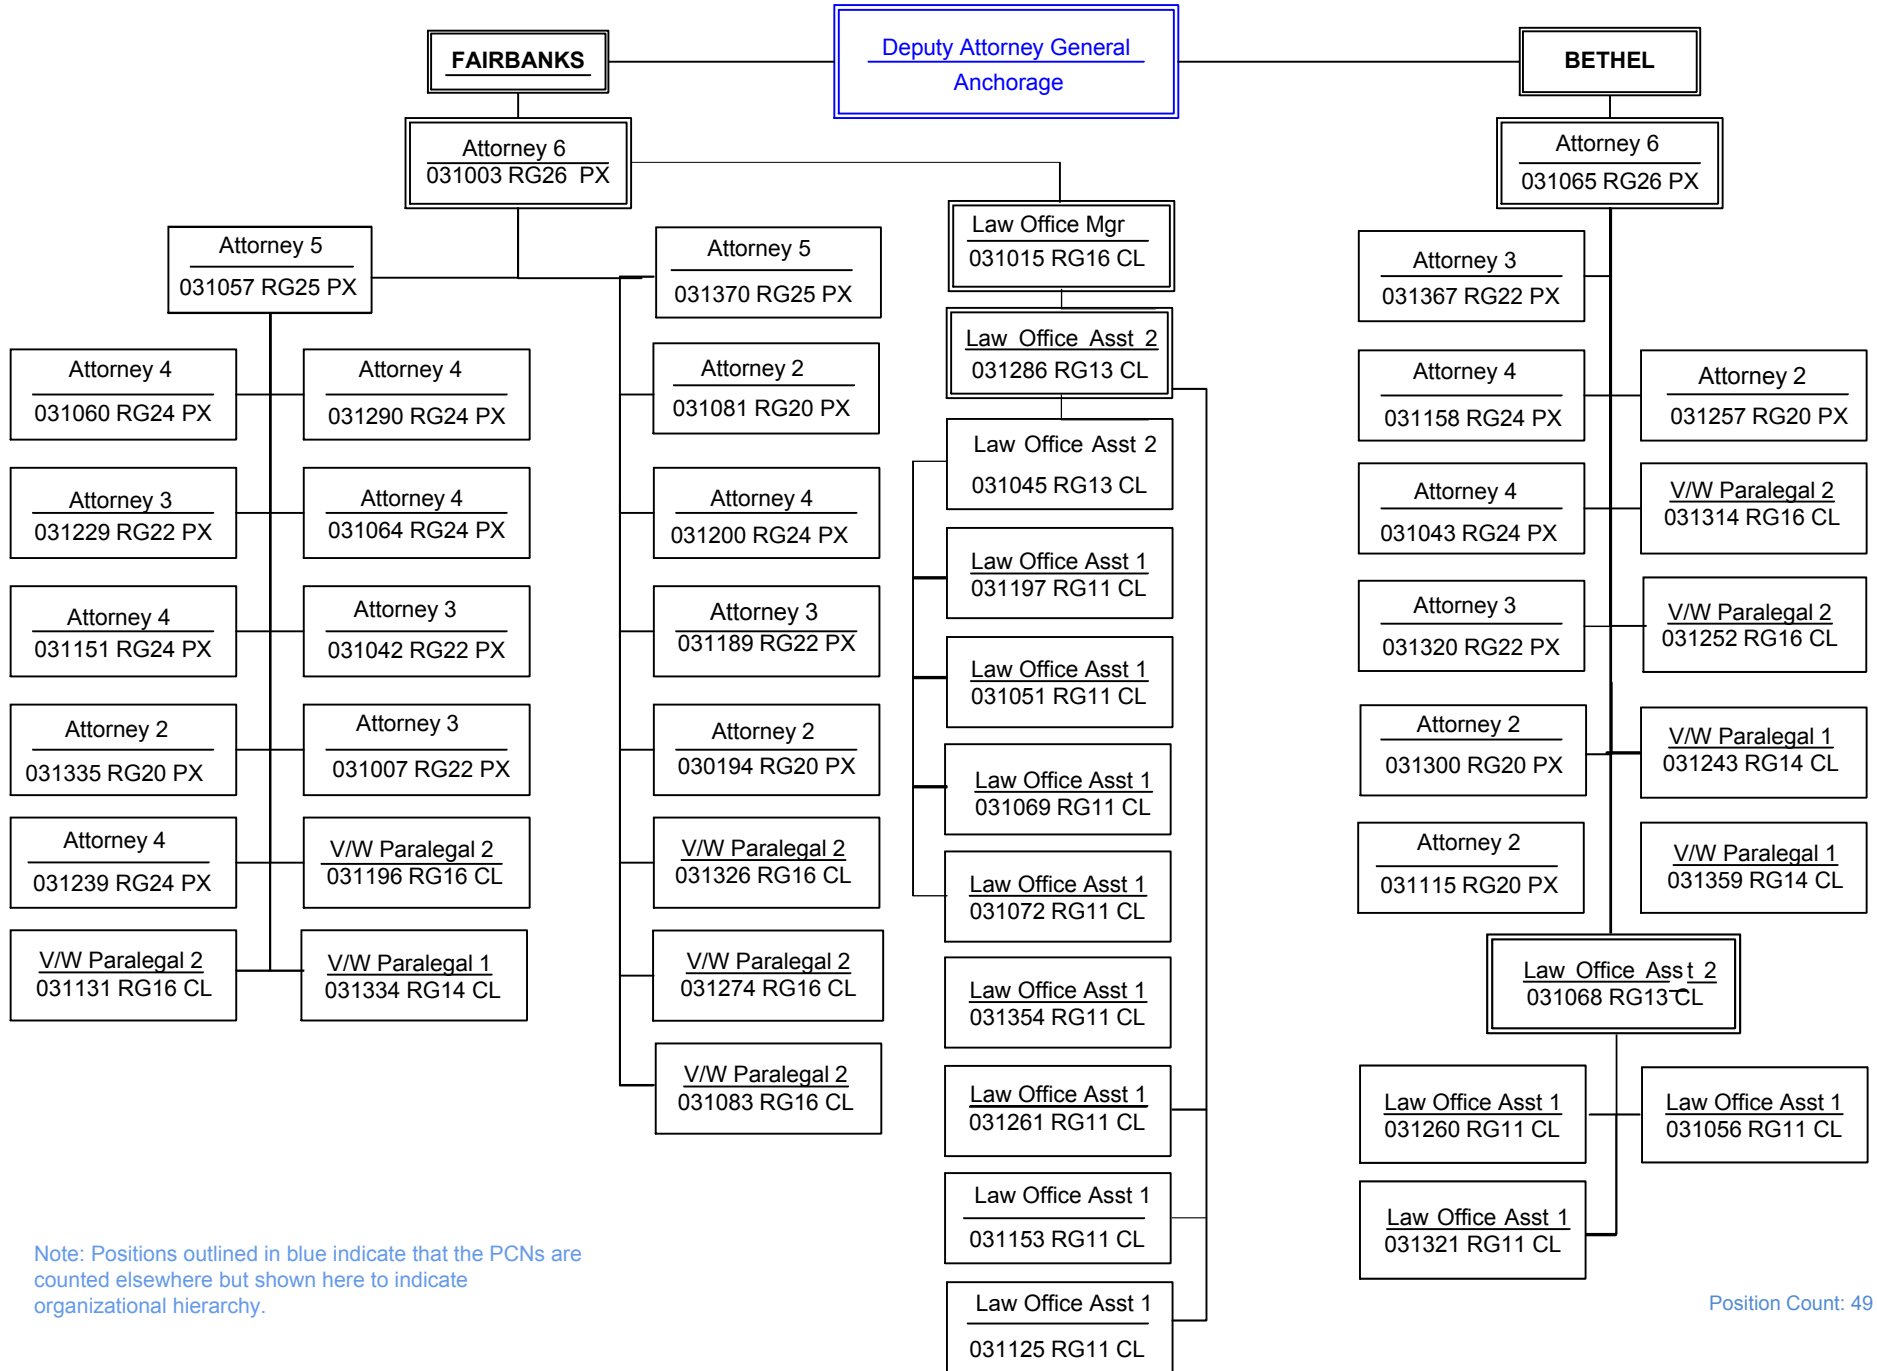 FAIRBANKS
Deputy Attorney General
Anchorage
BETHEL
Attorney 6
031003 RG26 PX
Attorney 6
031065 RG26 PX
Attorney 5
031057 RG25 PX
Attorney 5
031370 RG25 PX
Law Office Mgr
031015 RG16 CL
Attorney 3
031367 RG22 PX
Attorney 4
031060 RG24 PX
Attorney 4
031290 RG24 PX
Attorney 2
031081 RG20 PX
Law Office Asst 2
031286 RG13 CL
Attorney 4
031158 RG24 PX
Attorney 2
031257 RG20 PX
Law Office Asst 2
031045 RG13 CL
Attorney 3
031229 RG22 PX
Attorney 4
031064 RG24 PX
Attorney 4
031200 RG24 PX
Attorney 4
031043 RG24 PX
V/W Paralegal 2
031314 RG16 CL
Law Office Asst 1
031197 RG11 CL
Attorney 4
031151 RG24 PX
Attorney 3
031042 RG22 PX
Attorney 3
031189 RG22 PX
Attorney 3
031320 RG22 PX
V/W Paralegal 2
031252 RG16 CL
Law Office Asst 1
031051 RG11 CL
Attorney 2
031335 RG20 PX
Attorney 3
031007 RG22 PX
Attorney 2
030194 RG20 PX
Attorney 2
031300 RG20 PX
V/W Paralegal 1
031243 RG14 CL
Law Office Asst 1
031069 RG11 CL
Attorney 4
031239 RG24 PX
V/W Paralegal 2
031196 RG16 CL
V/W Paralegal 2
031326 RG16 CL
Law Office Asst 1
031072 RG11 CL
Attorney 2
031115 RG20 PX
V/W Paralegal 1
031359 RG14 CL
V/W Paralegal 2
031131 RG16 CL
V/W Paralegal 1
031334 RG14 CL
V/W Paralegal 2
031274 RG16 CL
Law Office Asst 1
031354 RG11 CL
Law Office Asst 2
031068 RG13 CL
V/W Paralegal 2
031083 RG16 CL
Law Office Asst 1
031261 RG11 CL
Law Office Asst 1
031260 RG11 CL
Law Office Asst 1
031056 RG11 CL
Law Office Asst 1
031153 RG11 CL
Law Office Asst 1
031321 RG11 CL
Law Office Asst 1
031125 RG11 CL
Note: Positions outlined in blue indicate that the PCNs are
counted elsewhere but shown here to indicate
organizational hierarchy.
Position Count: 49